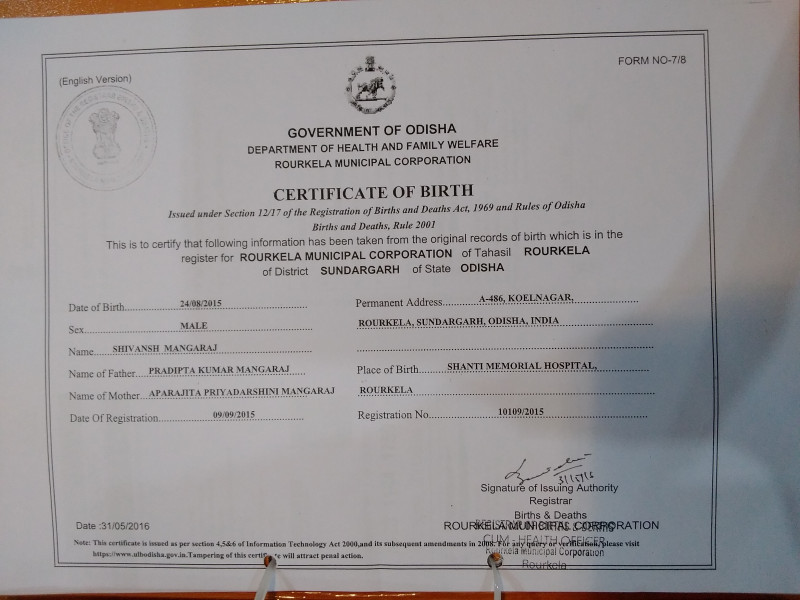 FORM NO-7/8
(English Version)
GOVERNMENT OF ODISHA
DEPARTMENT OF HEALTH AND FAMILY WELFARE
ROURKELA MUNICIPAL CORPORATION
CERTIFICATE OF BIRTH
Issued under Section 12/17 of the Registration of Births and Deaths Act, 1969 and Rules of Odisha
Births and Deaths, Rule 2001
This is to certify that following information has been taken from the original records of birth which is in the
register for ROURKELA MUNICIPAL CORPORATION of Tahasil ROURKELA
of District SUNDARGARH of State ODISHA
Date of Birth 24/08/2015
Sex MALE
Name SHIVANSH MANGARAJ
Name of Father PRADIPTA KUMAR MANGARAJ
Name of Mother APARAJITA PRIYADARSHINI MANGARAJ
Date Of Registration 09/09/2015
Permanent Address A-486, KOELNAGAR,
ROURKELA, SUNDARGARH, ODISHA, INDIA
Place of Birth SHANTI MEMORIAL HOSPITAL,
ROURKELA
Registration No. 10109/2015
31/5/16
Signature of Issuing Authority
Registrar
Births & Deaths
Date :31/05/2016
ROURKELA MUNICIPAL CORPORATION
CUM - HEALTH OFFICER
Rourkela Municipal Corporation
Rourkela
Note: This certificate is issued as per section 4,5&6 of Information Technology Act 2000,and its subsequent amendments in 2008. For any query or verification, please visit
https://www.ulbodisha.gov.in.Tampering of this certificate will attract penal action.